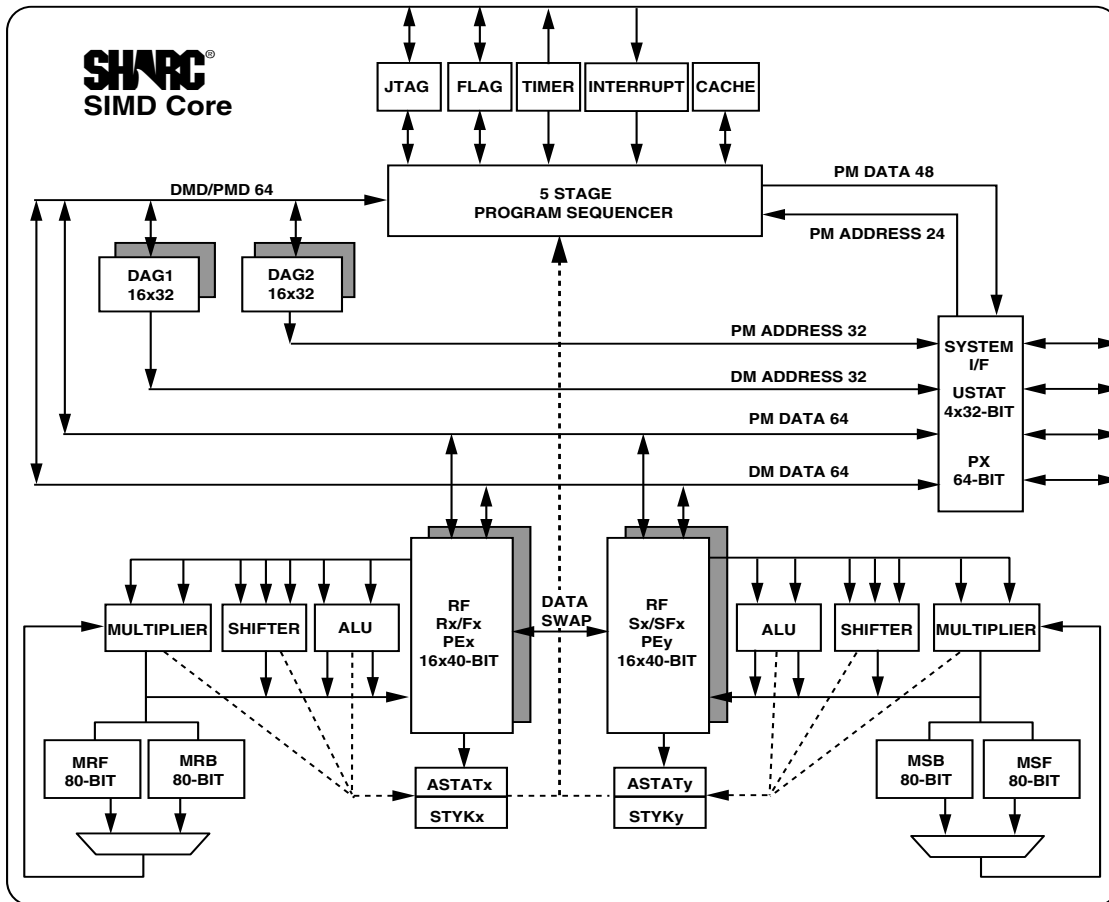 SHARC®
SIMD Core
JTAG
FLAG
TIMER
INTERRUPT
CACHE
DMD/PMD 64
5 STAGE
PROGRAM SEQUENCER
PM DATA 48
PM ADDRESS 24
DAG1
16x32
DAG2
16x32
PM ADDRESS 32
DM ADDRESS 32
PM DATA 64
DM DATA 64
SYSTEM
I/F
USTAT
4x32-BIT
PX
64-BIT
MULTIPLIER
SHIFTER
ALU
RF
Rx/Fx
PEx
16x40-BIT
DATA
SWAP
RF
Sx/SFx
PEy
16x40-BIT
ALU
SHIFTER
MULTIPLIER
MRF
80-BIT
MRB
80-BIT
ASTATx
STYKx
ASTATy
STYKy
MSB
80-BIT
MSF
80-BIT